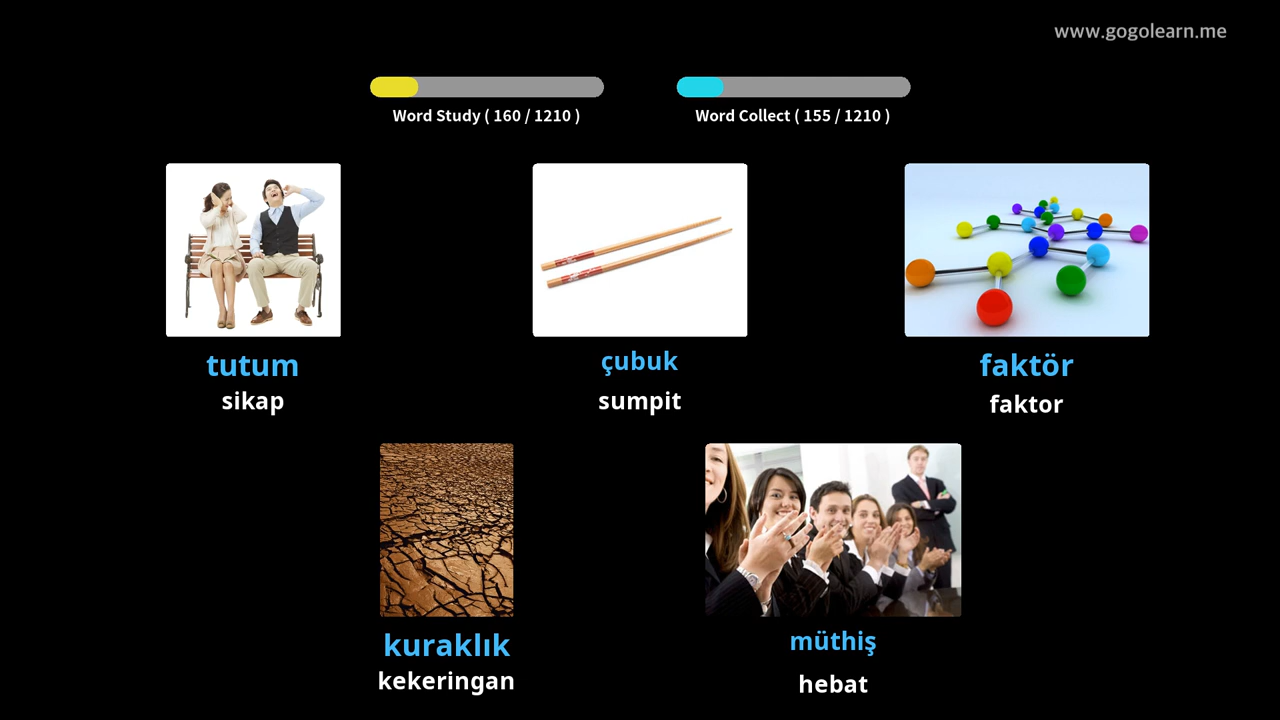 www.gogolearn.me
Word Study ( 160 / 1210 )
Word Collect ( 155 / 1210 )
tutum
sikap
çubuk
sumpit
faktör
faktor
kuraklık
kekeringan
müthiş
hebat